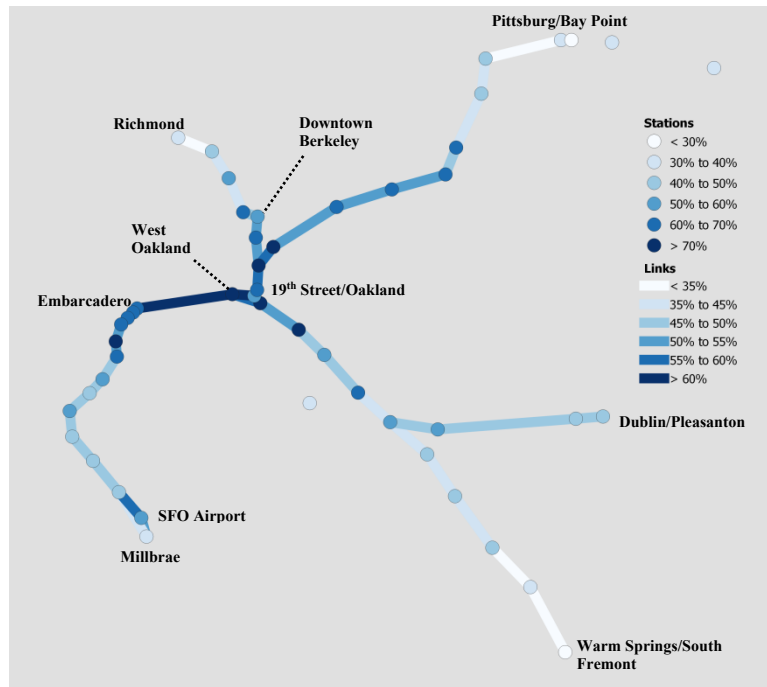 Pittsburg/Bay Point
Richmond
Downtown
Berkeley
Stations
< 30%
30% to 40%
40% to 50%
50% to 60%
60% to 70%
> 70%
West
Oakland
19th Street/Oakland
Embarcadero
Links
< 35%
35% to 45%
45% to 50%
50% to 55%
55% to 60%
> 60%
Dublin/Pleasanton
SFO Airport
Millbrae
Warm Springs/South
Fremont